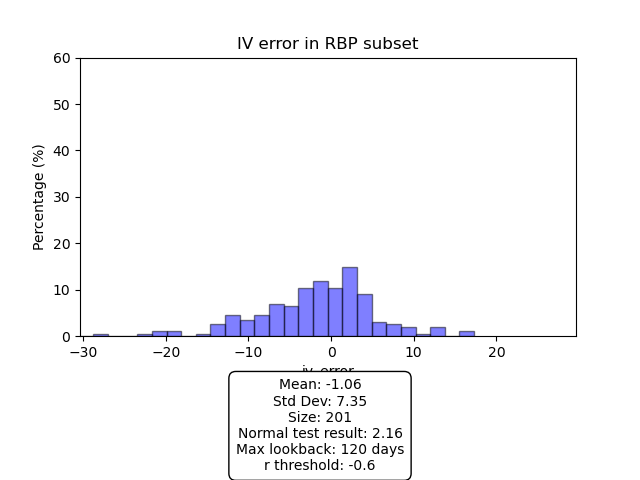 IV error in RBP subset
60
50
40
30
20
10
0
Percentage (%)
−30
−20
−10
0
10
20
iv_error
Mean: -1.06
Std Dev: 7.35
Size: 201
Normal test result: 2.16
Max lookback: 120 days
r threshold: -0.6